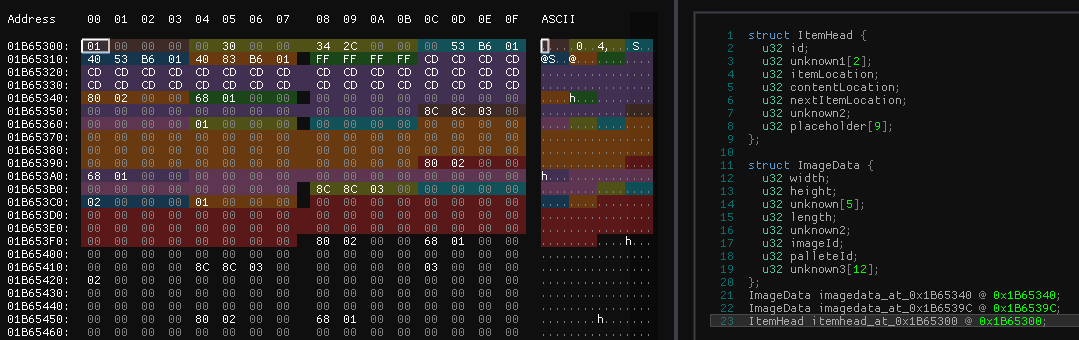 Address 00 01 02 03 04 05 06 07 08 09 0A 0B 0C 0D 0E 0F ASCII
01B65300: 01 00 00 00 00 30 00 00 34 2C 00 00 00 53 B6 01 .....0..4,...S..
01B65310: 40 53 B6 01 40 83 B6 01 FF FF FF FF CD CD CD CD @S..@...........
01B65320: CD CD CD CD CD CD CD CD CD CD CD CD CD CD CD CD ................
01B65330: CD CD CD CD CD CD CD CD CD CD CD CD CD CD CD CD ................
01B65340: 80 02 00 00 68 01 00 00 00 00 00 00 00 00 00 00 ....h...........
01B65350: 00 00 00 00 00 00 00 00 00 00 00 00 8C 8C 03 00 ................
01B65360: 00 00 00 00 01 00 00 00 00 00 00 00 00 00 00 00 ................
01B65370: 00 00 00 00 00 00 00 00 00 00 00 00 00 00 00 00 ................
01B65380: 00 00 00 00 00 00 00 00 00 00 00 00 00 00 00 00 ................
01B65390: 00 00 00 00 00 00 00 00 00 00 00 00 80 02 00 00 ................
01B653A0: 68 01 00 00 00 00 00 00 00 00 00 00 00 00 00 00 h...............
01B653B0: 00 00 00 00 00 00 00 00 8C 8C 03 00 00 00 00 00 ................
01B653C0: 02 00 00 00 01 00 00 00 00 00 00 00 00 00 00 00 ................
01B653D0: 00 00 00 00 00 00 00 00 00 00 00 00 00 00 00 00 ................
01B653E0: 00 00 00 00 00 00 00 00 00 00 00 00 00 00 00 00 ................
01B653F0: 00 00 00 00 00 00 00 00 80 02 00 00 68 01 00 00 ............h...
01B65400: 00 00 00 00 00 00 00 00 00 00 00 00 00 00 00 00 ................
01B65410: 00 00 00 00 8C 8C 03 00 00 00 00 00 03 00 00 00 ................
01B65420: 02 00 00 00 00 00 00 00 00 00 00 00 00 00 00 00 ................
01B65430: 00 00 00 00 00 00 00 00 00 00 00 00 00 00 00 00 ................
01B65440: 00 00 00 00 00 00 00 00 00 00 00 00 00 00 00 00 ................
01B65450: 00 00 00 00 80 02 00 00 68 01 00 00 00 00 00 00 ........h.......
01B65460: 00 00 00 00 00 00 00 00 00 00 00 00 00 00 00 00 ................
1 struct ItemHead {
2 u32 id;
3 u32 unknown1[2];
4 u32 itemLocation;
5 u32 contentLocation;
6 u32 nextItemLocation;
7 u32 unknown2;
8 u32 placeholder[9];
9 };
10
11 struct ImageData {
12 u32 width;
13 u32 height;
14 u32 unknown[5];
15 u32 length;
16 u32 unknown2;
17 u32 imageId;
18 u32 palleteId;
19 u32 unknown3[12];
20 };
21 ImageData imagedata_at_0x1B65340 @ 0x1B65340;
22 ImageData imagedata_at_0x1B6539C @ 0x1B6539C;
23 ItemHead itemhead_at_0x1B65300 @ 0x1B65300;